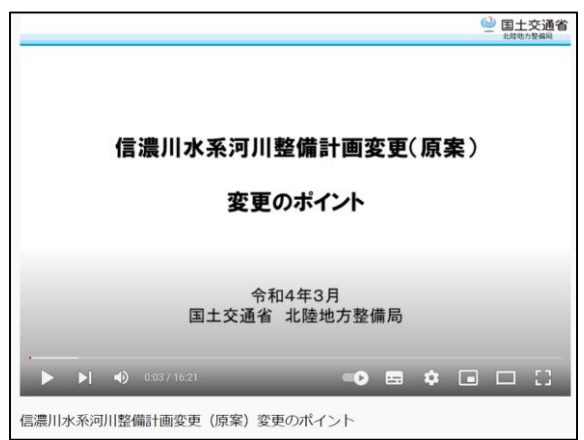 国土交通省
北陸地方整備局
信濃川水系河川整備計画変更(原案)
変更のポイント
令和4年3月
国土交通省 北陸地方整備局
0:03 / 16:21
信濃川水系河川整備計画変更（原案）変更のポイント